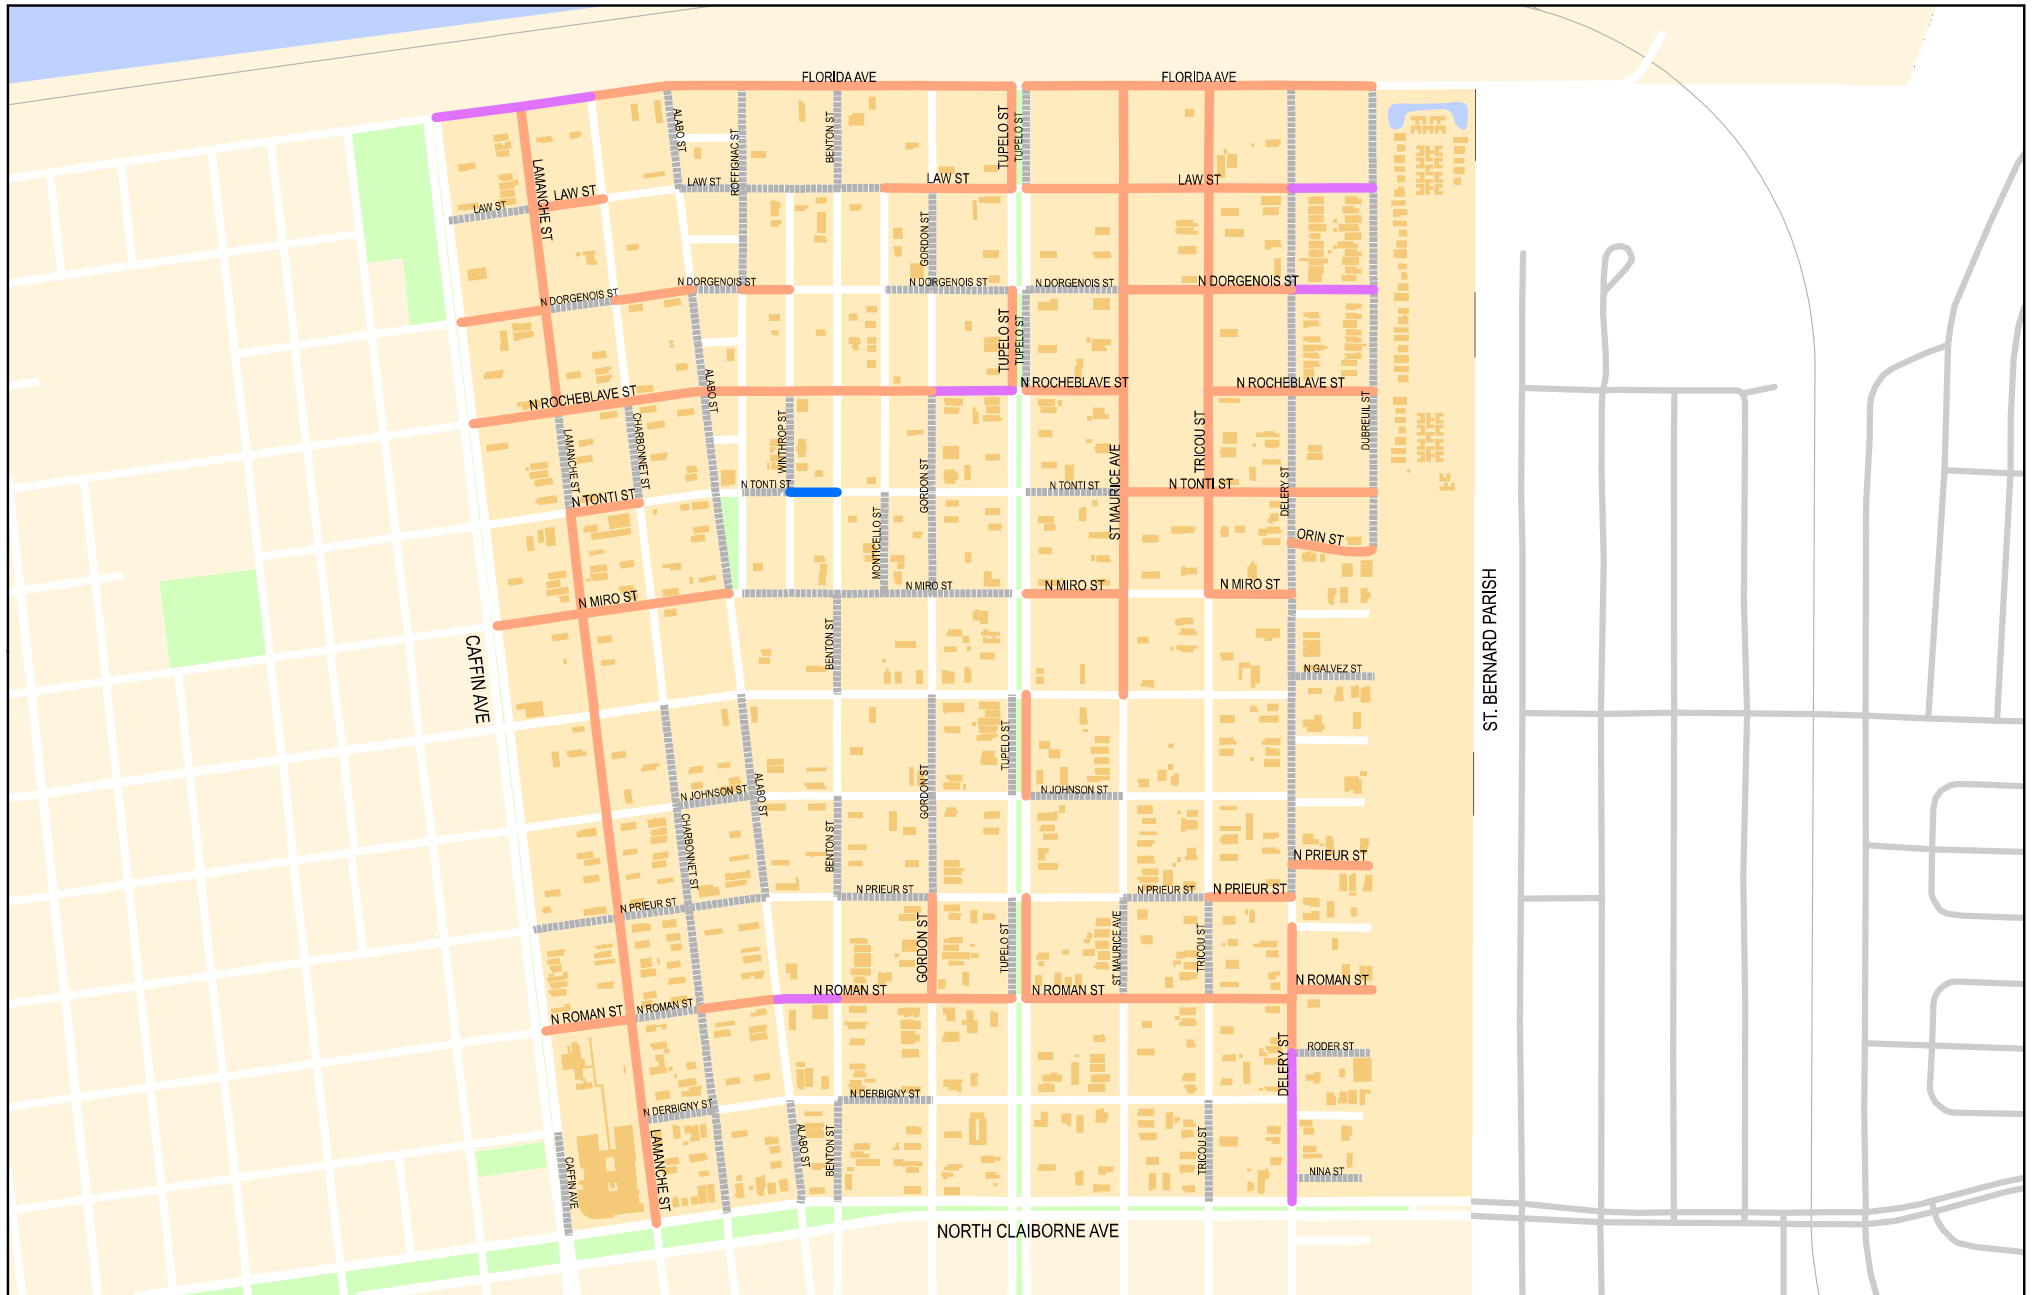 FLORIDA AVE
FLORIDA AVE
ALABO ST
ROFFIGNAC ST
BENTON ST
TUPELO ST
TUPELO ST
LAMANCHE ST
LAW ST
LAW ST
LAW ST
LAW ST
LAW ST
GORDON ST
N DORGENOIS ST
N DORGENOIS ST
N DORGENOIS ST
N DORGENOIS ST
N DORGENOIS ST
TUPELO ST
TUPELO ST
N ROCHEBLAVE ST
N ROCHEBLAVE ST
N ROCHEBLAVE ST
ALABO ST
LAMANCHE ST
CHARBONNET ST
WINTHROP ST
GORDON ST
ST MAURICE AVE
TRICOU ST
DELERY ST
DUBREUIL ST
N TONTI ST
N TONTI ST
N TONTI ST
N TONTI ST
MONTICELLO ST
ORIN ST
N MIRO ST
N MIRO ST
N MIRO ST
N MIRO ST
ST. BERNARD PARISH
CAFFIN AVE
BENTON ST
N GALVEZ ST
TUPELO ST
N JOHNSON ST
ALABO ST
GORDON ST
N JOHNSON ST
CHARBONNET ST
BENTON ST
N PRIEUR ST
N PRIEUR ST
N PRIEUR ST
N PRIEUR ST
N PRIEUR ST
GORDON ST
TUPELO ST
ST MAURICE AVE
TRICOU ST
N ROMAN ST
N ROMAN ST
N ROMAN ST
N ROMAN ST
N ROMAN ST
DELERY ST
RODER ST
N DERBIGNY ST
N DERBIGNY ST
LAMANCHE ST
ALABO ST
BENTON ST
TRICOU ST
CAFFIN AVE
NINA ST
NORTH CLAIBORNE AVE